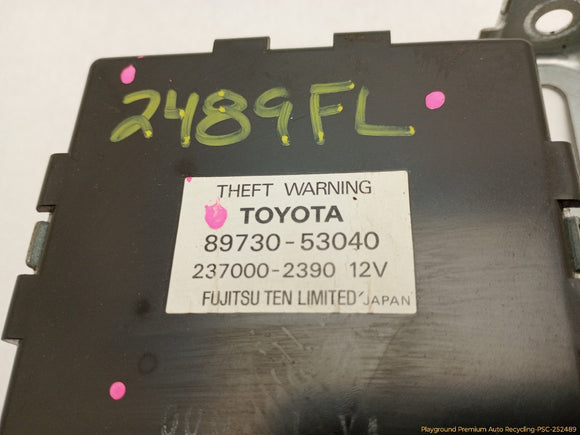 2489FL
THEFT WARNING
TOYOTA
89730-53040
237000-2390 12V
FUJITSU TEN LIMITED JAPAN
Playground Premium Auto Recycling-PSC-252489